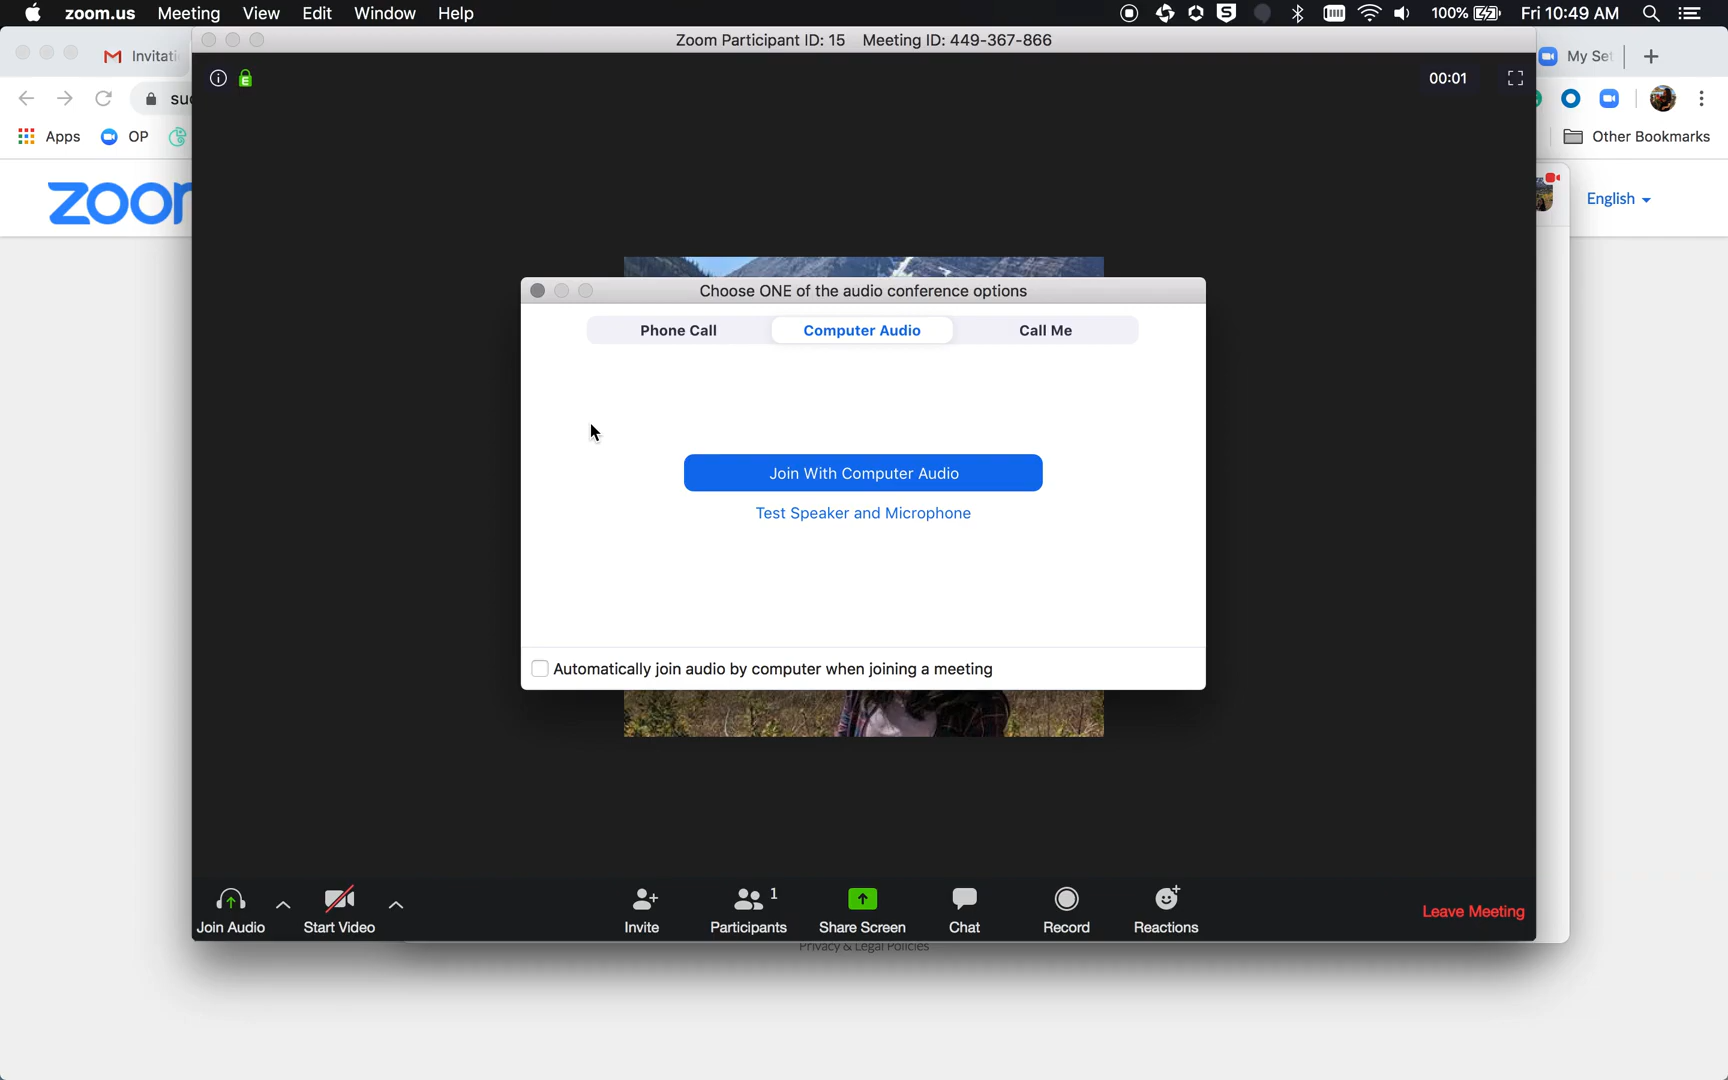 zoom.us Meeting View Edit Window Help
100% Fri 10:49 AM
Zoom Participant ID: 15 Meeting ID: 449-367-866
My Set
00:01
Apps OP
Other Bookmarks
zoom
English
Choose ONE of the audio conference options
Phone Call Computer Audio Call Me
Join With Computer Audio
Test Speaker and Microphone
Automatically join audio by computer when joining a meeting
Join Audio Start Video Invite Participants 1 Share Screen Chat Record Reactions Leave Meeting
Privacy & Legal Policies